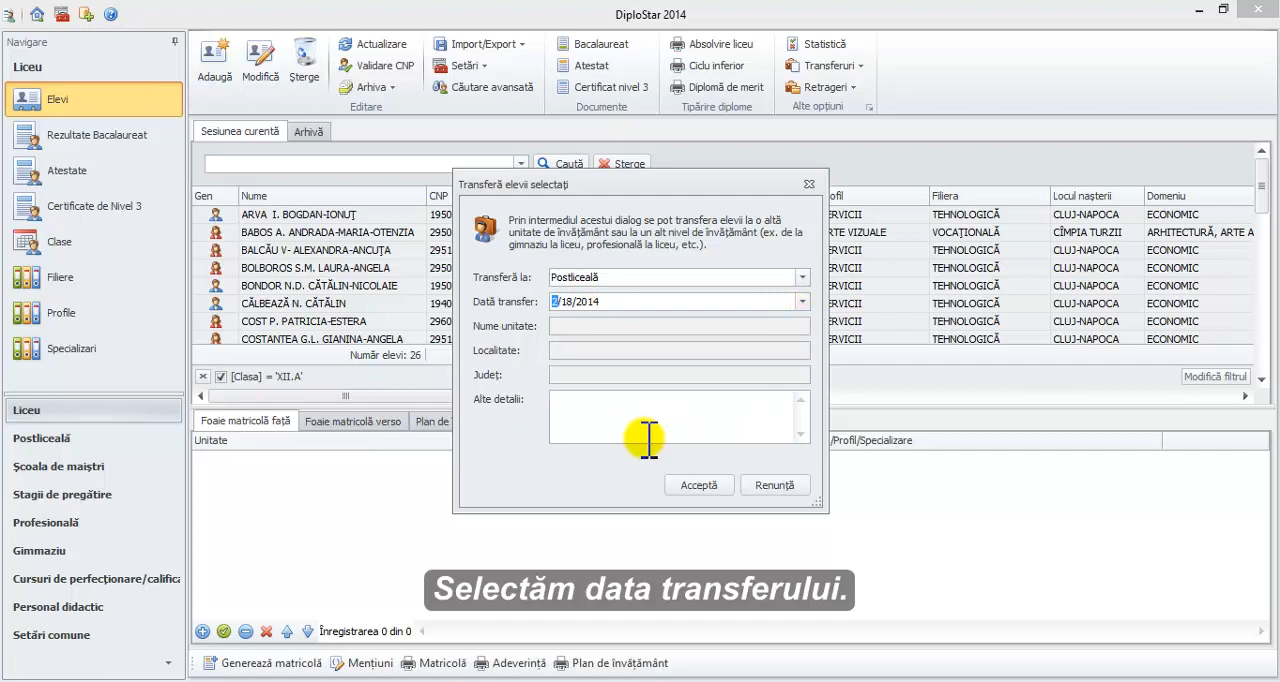 DiploStar 2014
Navigare
Liceu
Elevi
Rezultate Bacalaureat
Atestate
Certificate de Nivel 3
Clase
Filiere
Profile
Specializari
Liceu
Postliceală
Școala de maiștri
Stagii de pregătire
Profesională
Gimmaziu
Cursuri de perfecționare/califica
Personal didactic
Setări comune
Adaugă
Modifică
Șterge
Actualizare
Validare CNP
Arhiva
Editare
Import/Export
Setări
Căutare avansată
Bacalaureat
Atestat
Certificat nivel 3
Documente
Absolvire liceu
Ciclu inferior
Diplomă de merit
Tipărire diplome
Statistică
Transferuri
Retrageri
Alte opțiuni
Sesiunea curentă Arhivă
Caută Șterge
Gen Nume CNP ofil Filiera Locul nașterii Domeniu
ARVA I. BOGDAN-IONUȚ 1950 ERVICII TEHNOLOGICĂ CLUJ-NAPOCA ECONOMIC
BABOS A. ANDRADA-MARIA-OTENZIA 2950 RTE VIZUALE VOCAȚIONALĂ CÎMPIA TURZII ARHITECTURĂ, ARTE A
BALCĂU V- ALEXANDRA-ANCUȚA 2951 ERVICII TEHNOLOGICĂ CLUJ-NAPOCA ECONOMIC
BOLBOROS S.M. LAURA-ANGELA 2950 ERVICII TEHNOLOGICĂ CLUJ-NAPOCA ECONOMIC
BONDOR N.D. CĂTĂLIN-NICOLAIE 1950 ERVICII TEHNOLOGICĂ CLUJ-NAPOCA ECONOMIC
CĂLBEAZĂ N. CĂTĂLIN 1940 ERVICII TEHNOLOGICĂ CLUJ-NAPOCA ECONOMIC
COST P. PATRICIA-ESTERA 2960 ERVICII TEHNOLOGICĂ CLUJ-NAPOCA ECONOMIC
COSTANTEA G.L. GIANINA-ANGELA 2951 ERVICII TEHNOLOGICĂ CLUJ-NAPOCA ECONOMIC
Număr elevi: 26
[Clasa] = 'XII.A' Modifică filtrul
Foaie matricolă față Foaie matricolă verso Plan de
Unitate /Profil/Specializare
Transferă elevii selectați
Prin intermediul acestui dialog se pot transfera elevii la o altă
unitate de învățământ sau la un alt nivel de învățământ (ex. de la
gimnaziu la liceu, profesională la liceu, etc.).
Transferă la: Postliceală
Dată transfer: 2/18/2014
Nume unitate:
Localitate:
Județ:
Alte detalii:
Acceptă Renunță
Selectăm data transferului.
Înregistrarea 0 din 0
Generează matricolă Mențiuni Matricolă Adeverință Plan de învățământ